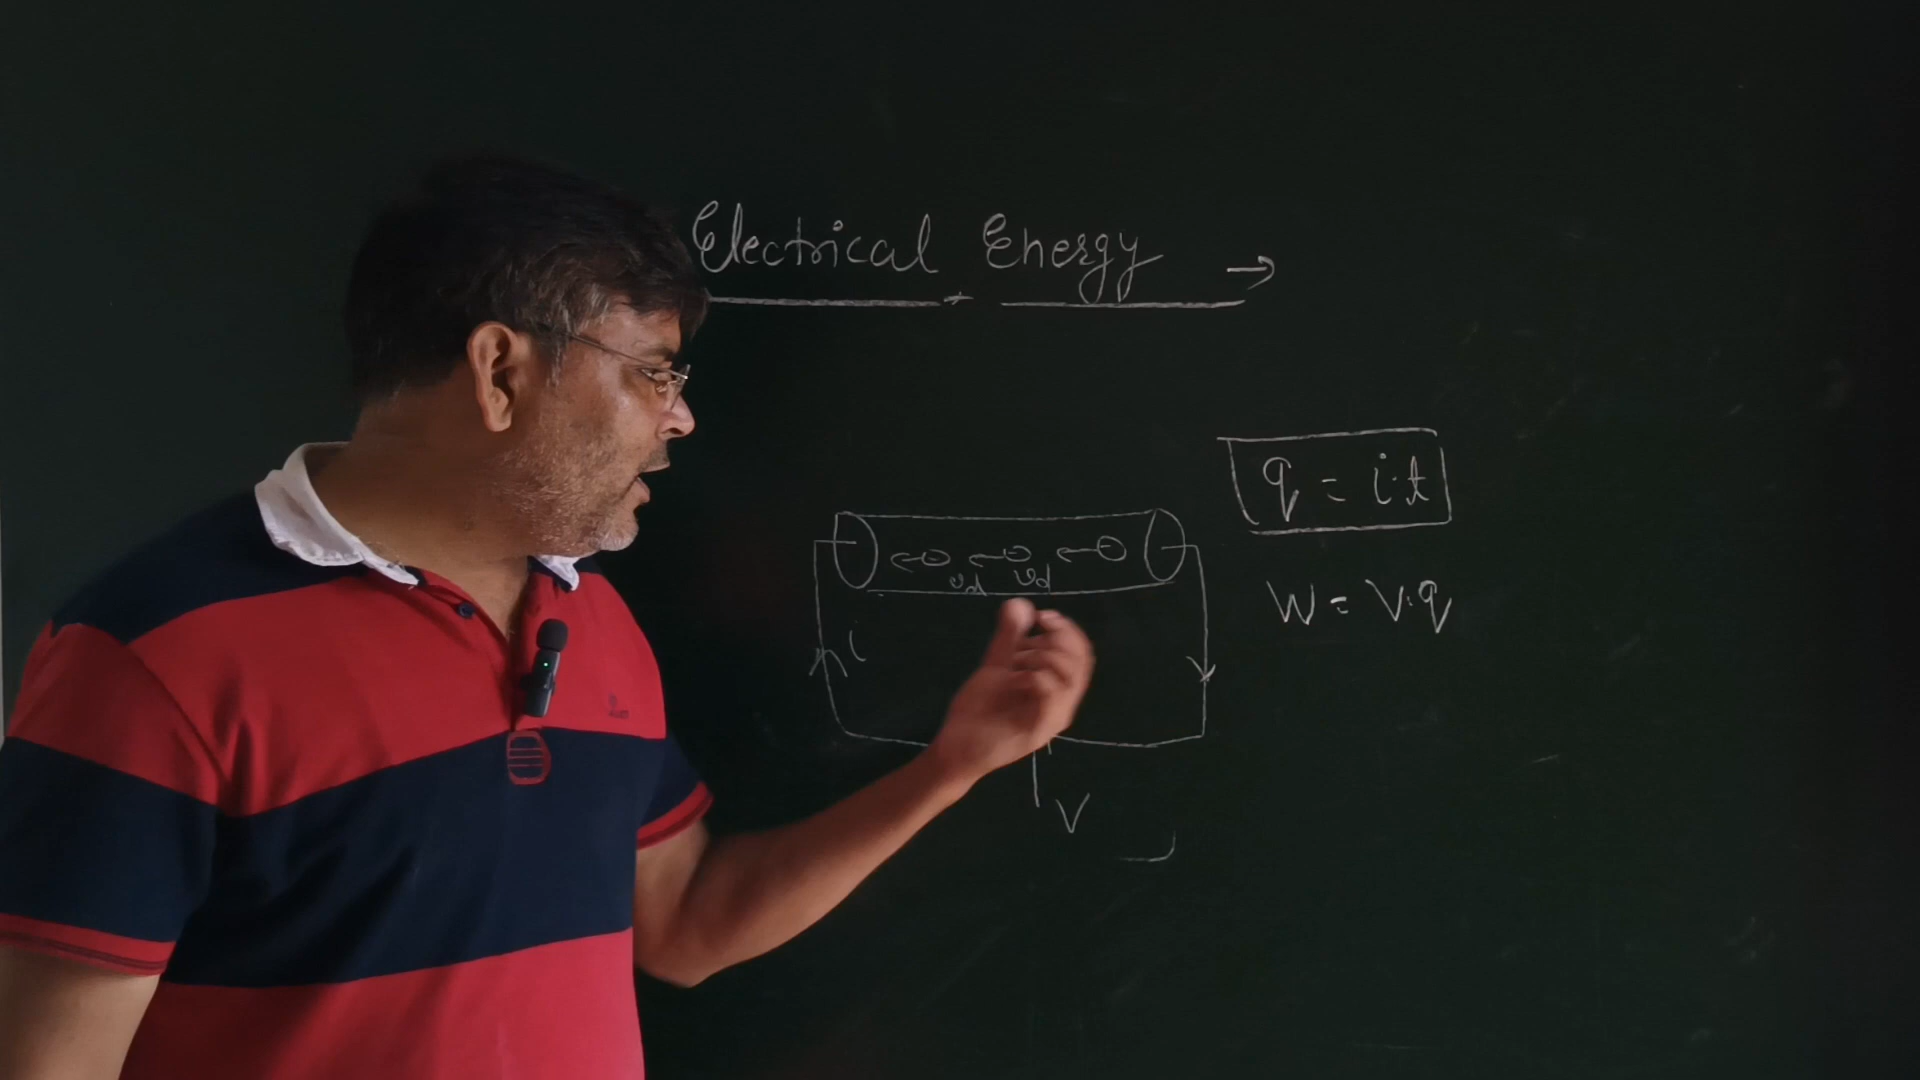 Electrical Energy →
q = i.t
vd vd
W = V.q
i
V